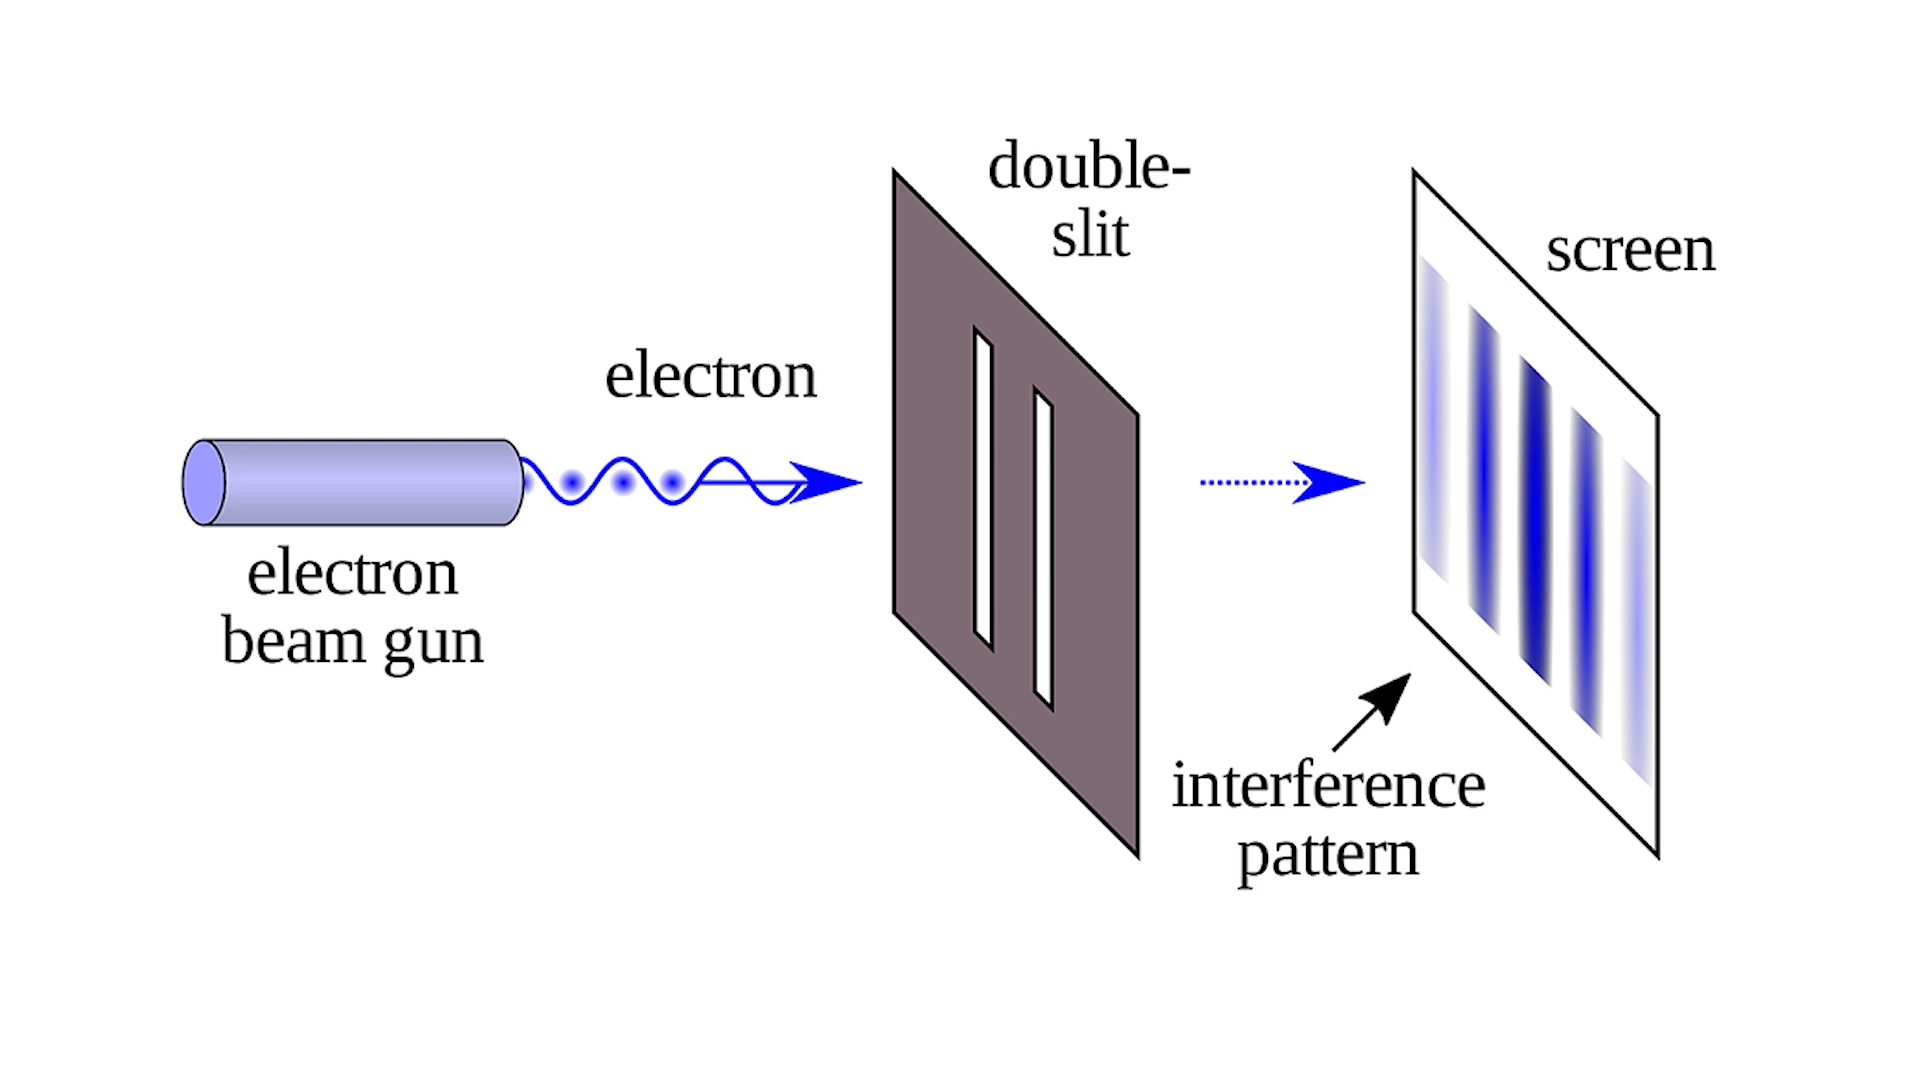 double-
slit
screen
electron
electron
beam gun
interference
pattern